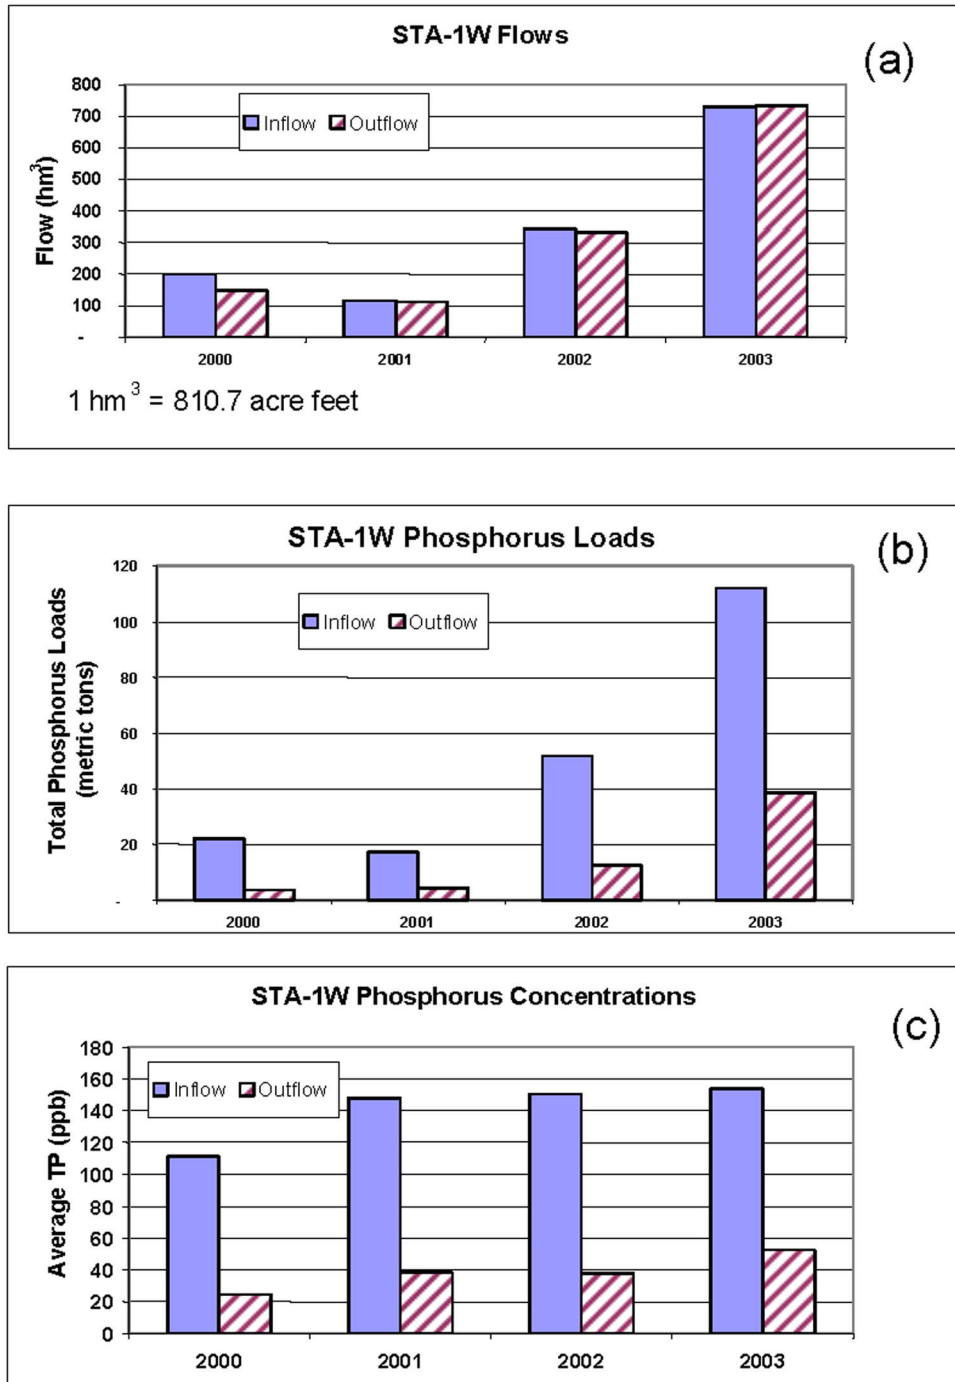 STA-1W Flows
(a)
800
700
600
500
400
300
200
100
-
Flow (hm³)
Inflow Outflow
2000 2001 2002 2003
1 hm³ = 810.7 acre feet
STA-1W Phosphorus Loads
(b)
120
100
80
60
40
20
-
Total Phosphorus Loads
(metric tons)
Inflow Outflow
2000 2001 2002 2003
STA-1W Phosphorus Concentrations
(c)
180
160
140
120
100
80
60
40
20
0
Average TP (ppb)
Inflow Outflow
2000 2001 2002 2003